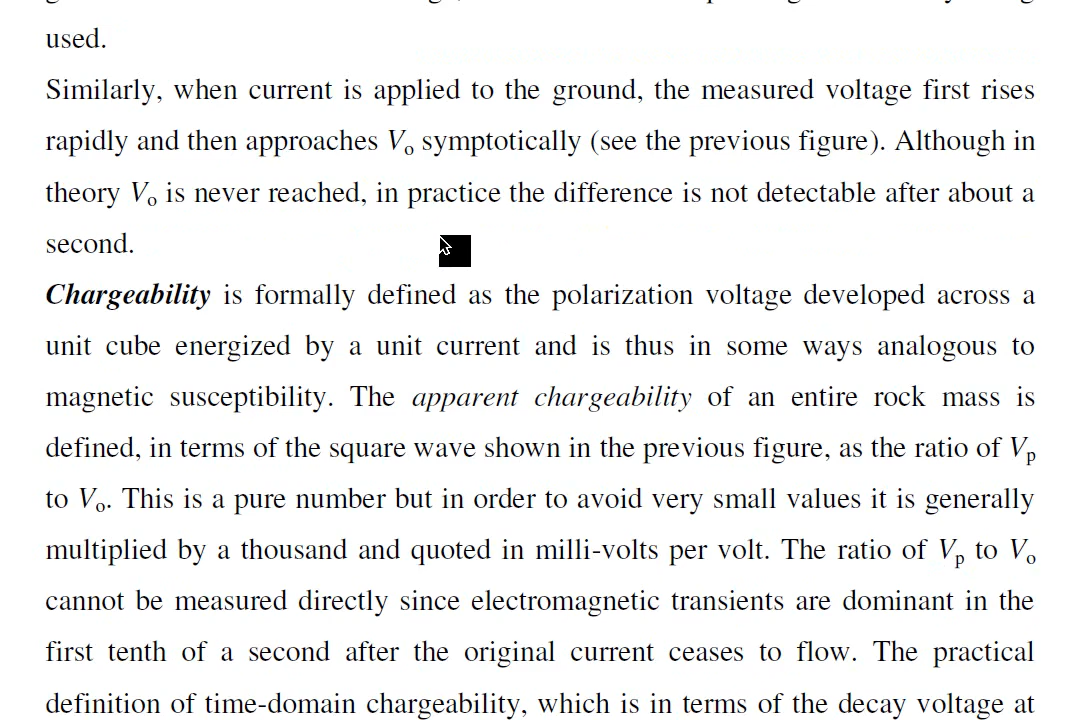 used.
Similarly, when current is applied to the ground, the measured voltage first rises
rapidly and then approaches Vo symptotically (see the previous figure). Although in
theory Vo is never reached, in practice the difference is not detectable after about a
second.
Chargeability is formally defined as the polarization voltage developed across a
unit cube energized by a unit current and is thus in some ways analogous to
magnetic susceptibility. The apparent chargeability of an entire rock mass is
defined, in terms of the square wave shown in the previous figure, as the ratio of Vp
to Vo. This is a pure number but in order to avoid very small values it is generally
multiplied by a thousand and quoted in milli-volts per volt. The ratio of Vp to Vo
cannot be measured directly since electromagnetic transients are dominant in the
first tenth of a second after the original current ceases to flow. The practical
definition of time-domain chargeability, which is in terms of the decay voltage at